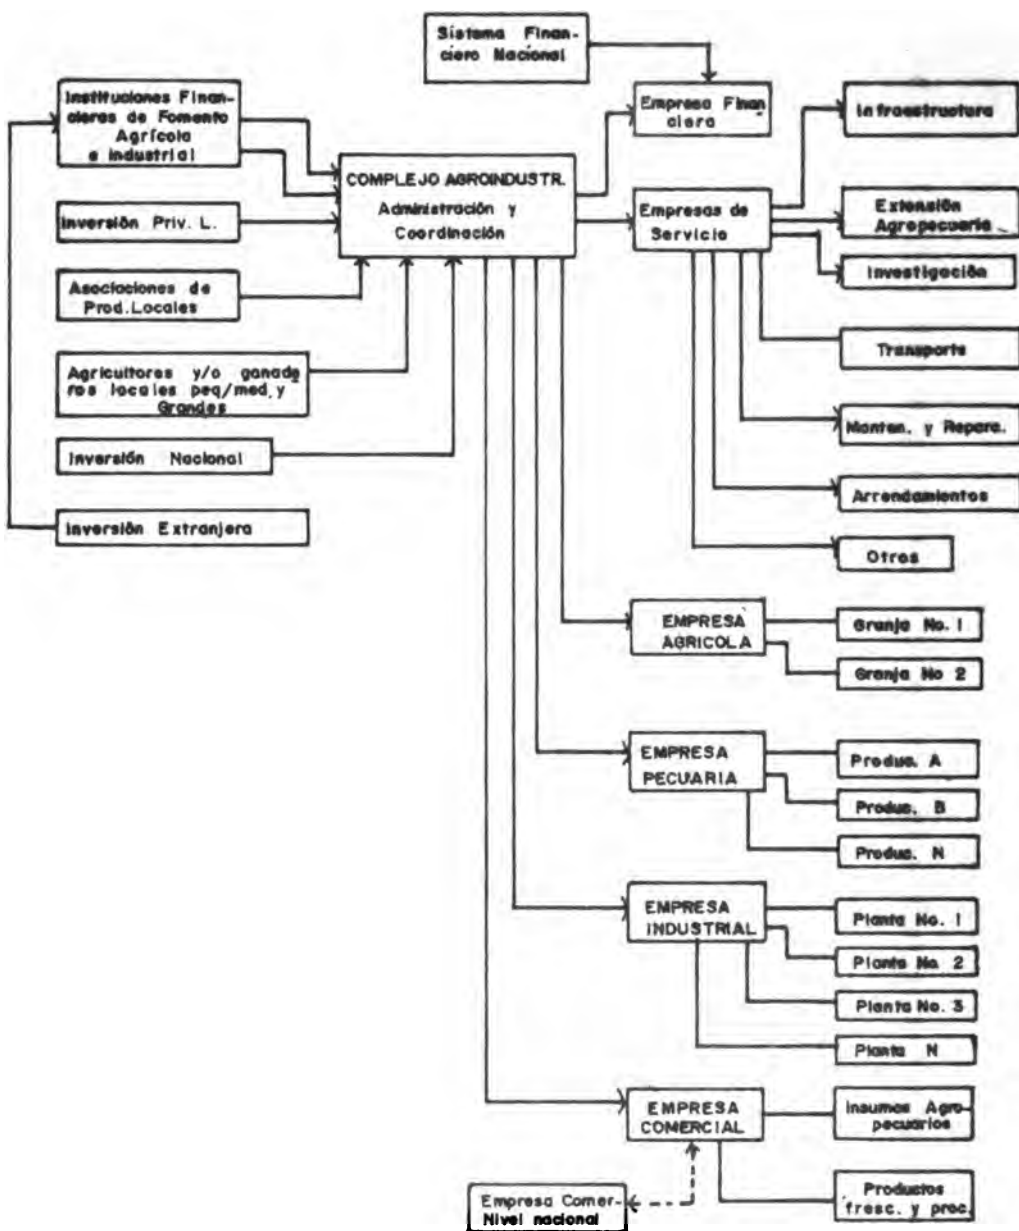 Sistema Finan-
ciero Nacional
Instituciones Finan-
cieras de Fomento
Agrícola
e industrial
Inversión Priv. L.
Asociaciones de
Prod. Locales
Agricultores y/o ganade
ros locales peq/med. y
Grandes
Inversión Nacional
Inversión Extranjera
COMPLEJO AGROINDUSTR.
Administración y
Coordinación
Empresa Finan
ciera
Empresas de
Servicio
Infraestructura
Extensión
Agropecuaria
Investigación
Transporte
Manten. y Repara.
Arrendamientos
Otros
EMPRESA
AGRICOLA
Granja No. 1
Granja No 2
EMPRESA
PECUARIA
Produc. A
Produc. B
Produc. N
EMPRESA
INDUSTRIAL
Planta No. 1
Planta No. 2
Planta No. 3
Planta N
EMPRESA
COMERCIAL
Insumos Agro-
pecuarios
Productos
fresc. y proc.
Empresa Comer-
Nivel nacional